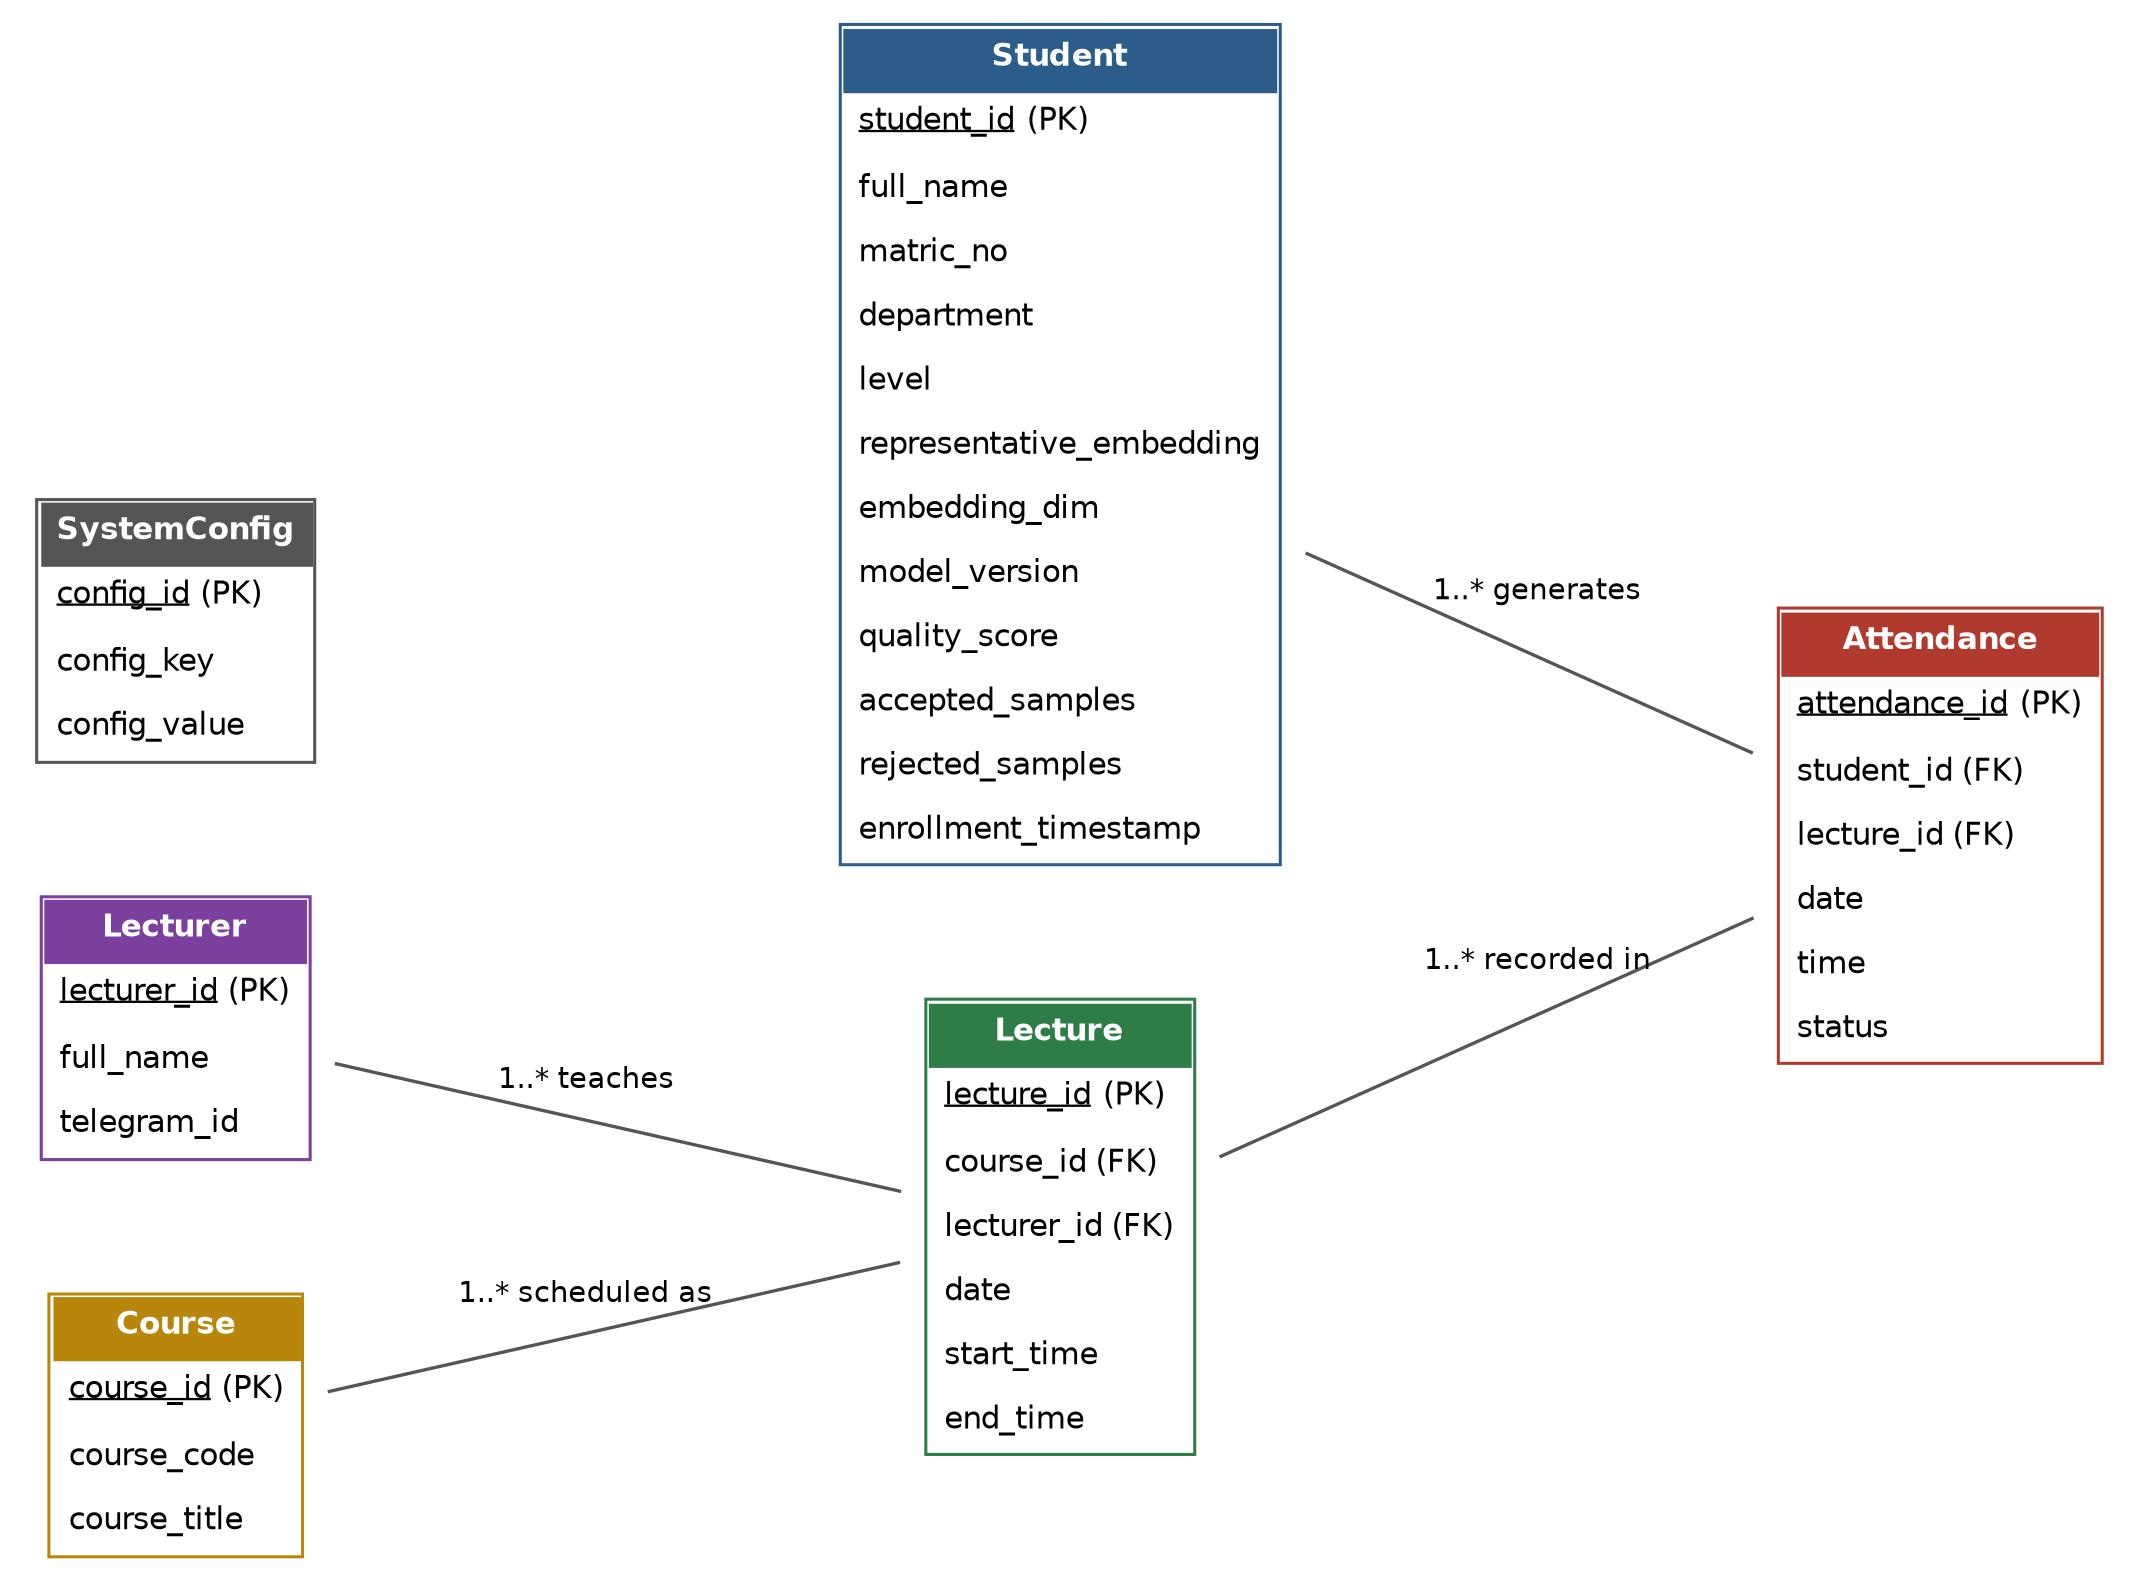 Student
student_id (PK)
full_name
matric_no
department
level
representative_embedding
embedding_dim
model_version
quality_score
accepted_samples
rejected_samples
enrollment_timestamp
SystemConfig
config_id (PK)
config_key
config_value
1..* generates
Attendance
attendance_id (PK)
student_id (FK)
lecture_id (FK)
date
time
status
Lecturer
lecturer_id (PK)
full_name
telegram_id
1..* teaches
1..* recorded in
Lecture
lecture_id (PK)
course_id (FK)
lecturer_id (FK)
date
start_time
end_time
1..* scheduled as
Course
course_id (PK)
course_code
course_title